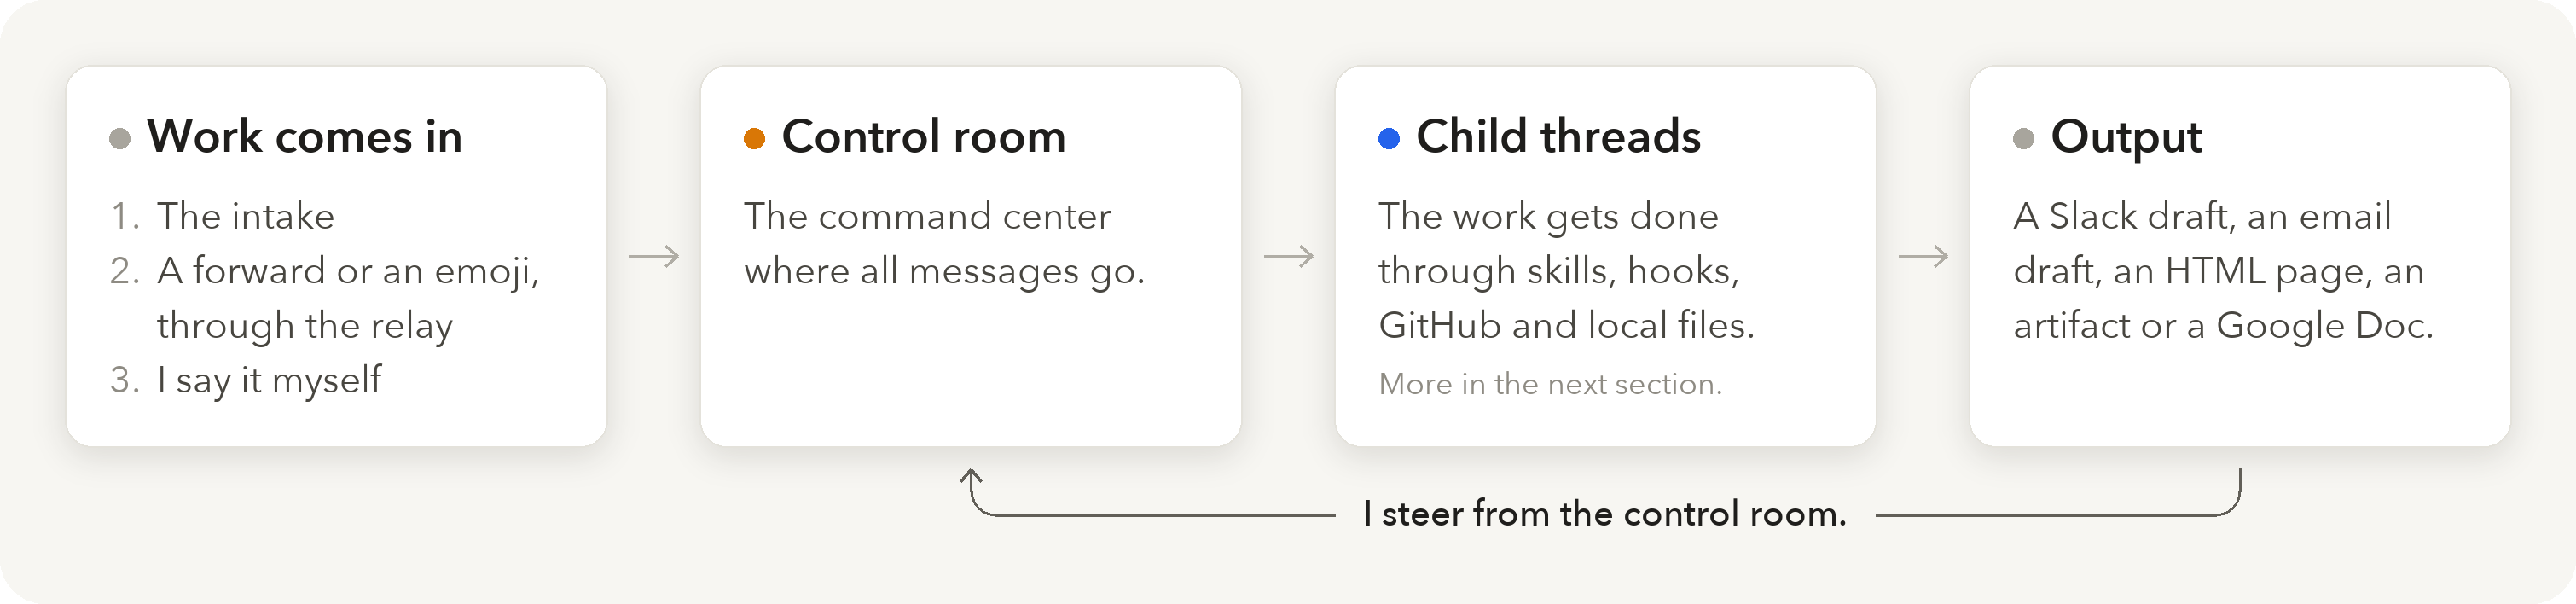 Work comes in
1. The intake
2. A forward or an emoji,
through the relay
3. I say it myself
Control room
The command center
where all messages go.
Child threads
The work gets done
through skills, hooks,
GitHub and local files.
More in the next section.
Output
A Slack draft, an email
draft, an HTML page, an
artifact or a Google Doc.
I steer from the control room.